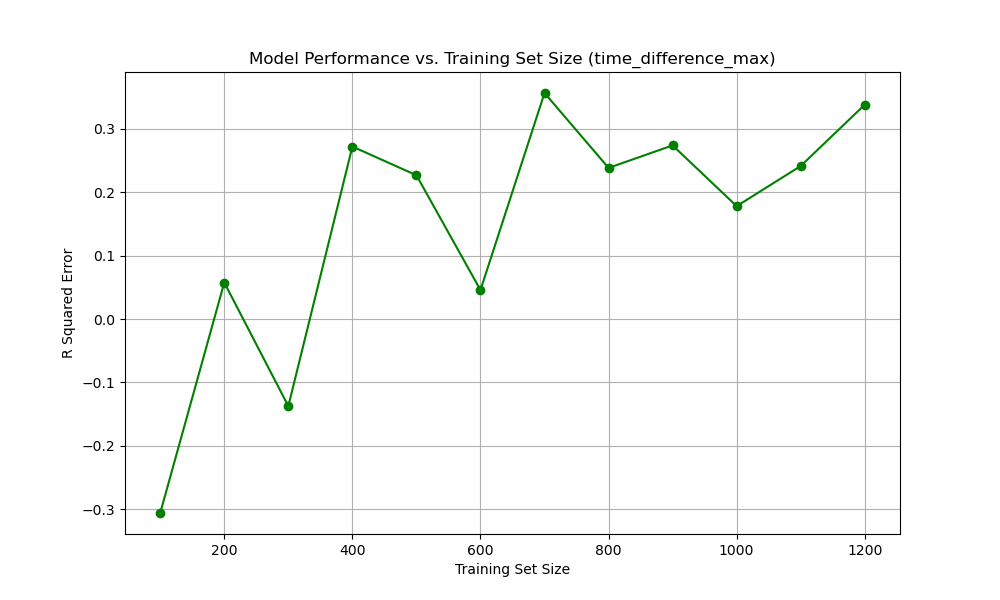 Model Performance vs. Training Set Size (time_difference_max)
R Squared Error
0.3
0.2
0.1
0.0
−0.1
−0.2
−0.3
200 400 600 800 1000 1200
Training Set Size